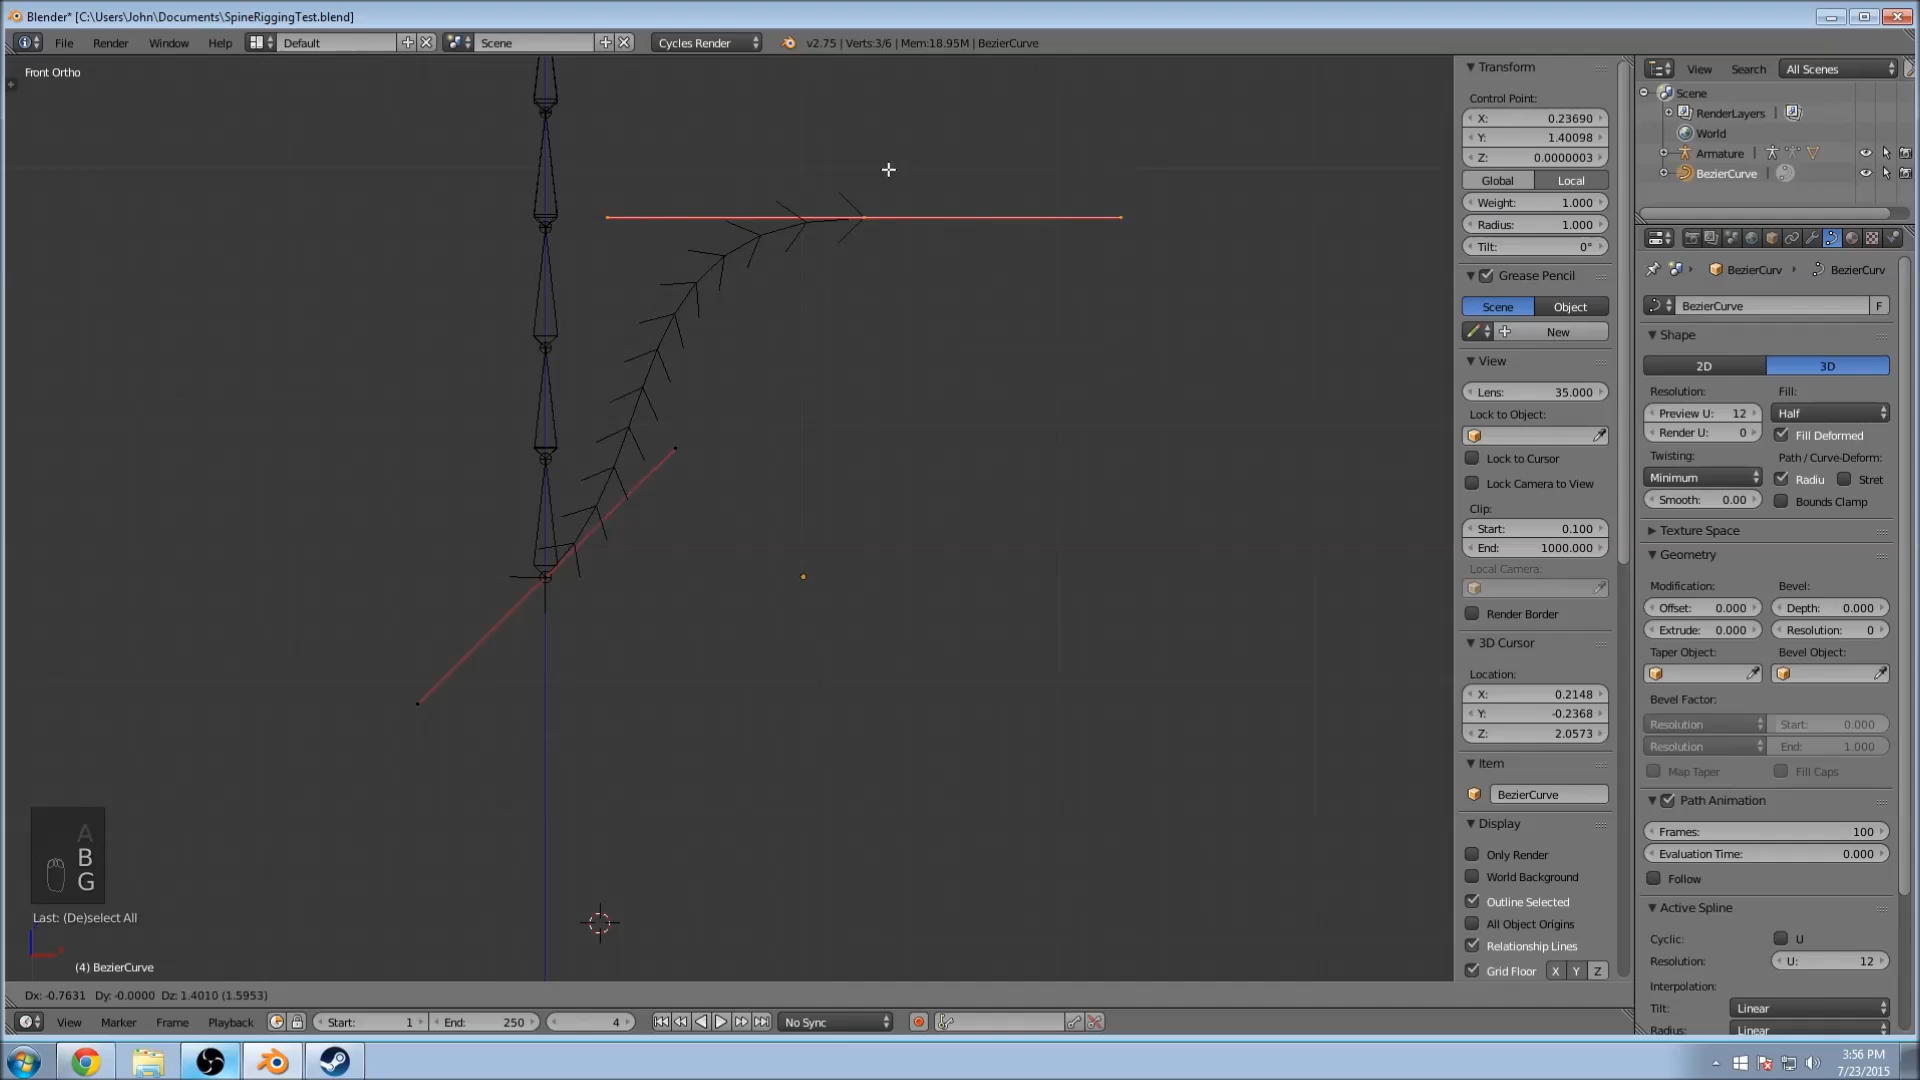 Blender* [C:\Users\John\Documents\SpineRiggingTest.blend]
File Render Window Help Default Scene Cycles Render v2.75 | Verts:3/6 | Mem:18.95M | BezierCurve
Front Ortho
Transform
Control Point:
X: 0.23690
Y: 1.40098
Z: 0.0000003
Global Local
Weight: 1.000
Radius: 1.000
Tilt: 0°
Grease Pencil
Scene Object
New
View
Lens: 35.000
Lock to Object:
Lock to Cursor
Lock Camera to View
Clip:
Start: 0.100
End: 1000.000
Local Camera:
Render Border
3D Cursor
Location:
X: 0.2148
Y: -0.2368
Z: 2.0573
Item
BezierCurve
Display
Only Render
World Background
Outline Selected
All Object Origins
Relationship Lines
Grid Floor X Y Z
View Search All Scenes
Scene
RenderLayers |
World
Armature |
BezierCurve |
BezierCurv BezierCurv
BezierCurve F
Shape
2D 3D
Resolution: Fill:
Preview U: 12 Half
Render U: 0 Fill Deformed
Twisting: Path / Curve-Deform:
Minimum Radiu Stret
Smooth: 0.00 Bounds Clamp
Texture Space
Geometry
Modification: Bevel:
Offset: 0.000 Depth: 0.000
Extrude: 0.000 Resolution: 0
Taper Object: Bevel Object:
Bevel Factor:
Resolution Start: 0.000
Resolution End: 1.000
Map Taper Fill Caps
Path Animation
Frames: 100
Evaluation Time: 0.000
Follow
Active Spline
Cyclic: U
Resolution: U: 12
Interpolation:
Tilt: Linear
Radius: Linear
A
B
G
Last: (De)select All
(4) BezierCurve
Dx: -0.7631 Dy: -0.0000 Dz: 1.4010 (1.5953)
View Marker Frame Playback Start: 1 End: 250 4 No Sync
3:56 PM
7/23/2015